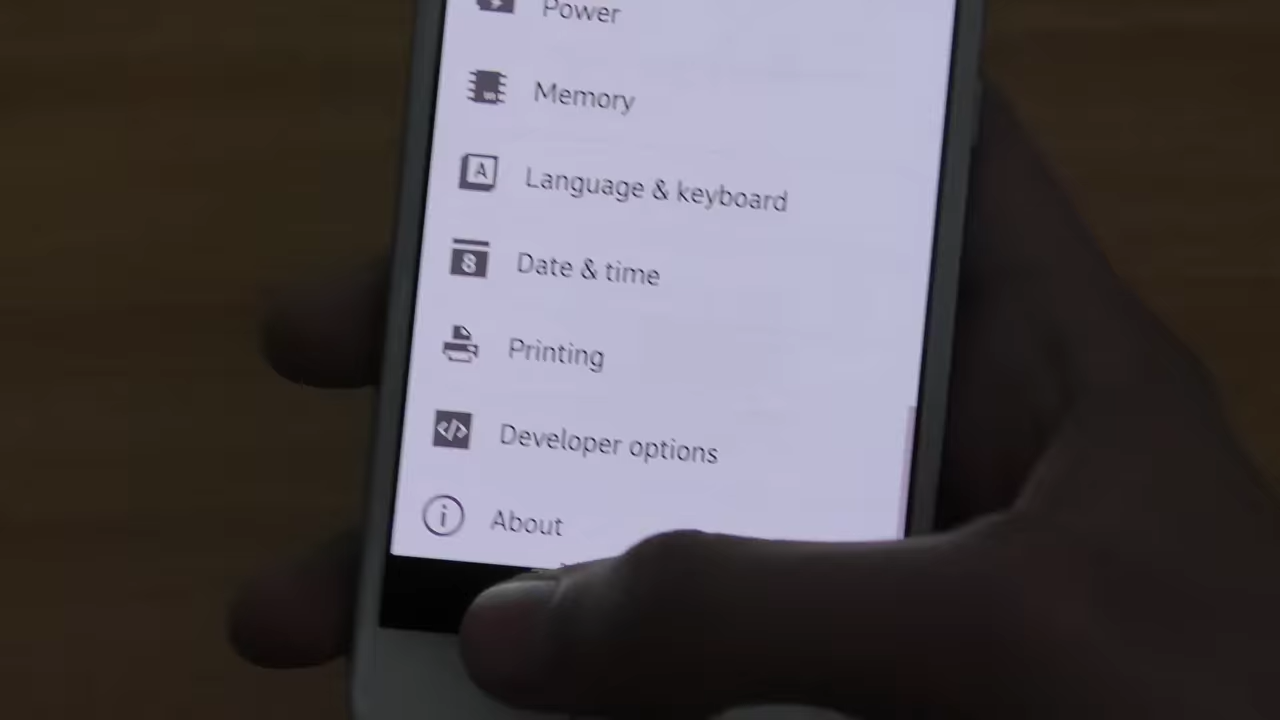 Power
Memory
Language & keyboard
Date & time
Printing
Developer options
About